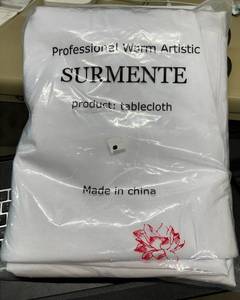 Professional Warm Artistic
SURMENTE
product: tablecloth
Made in china